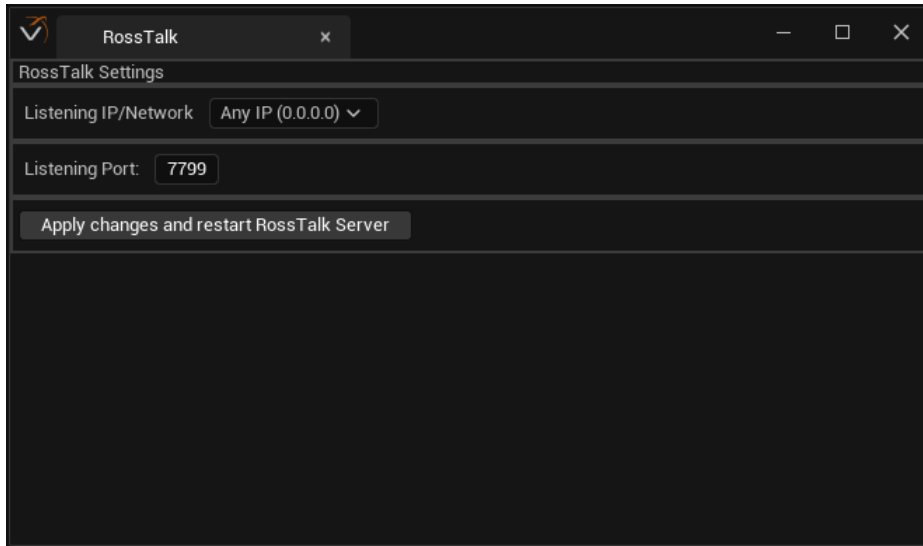 RossTalk
RossTalk Settings
Listening IP/Network Any IP (0.0.0.0)
Listening Port: 7799
Apply changes and restart RossTalk Server